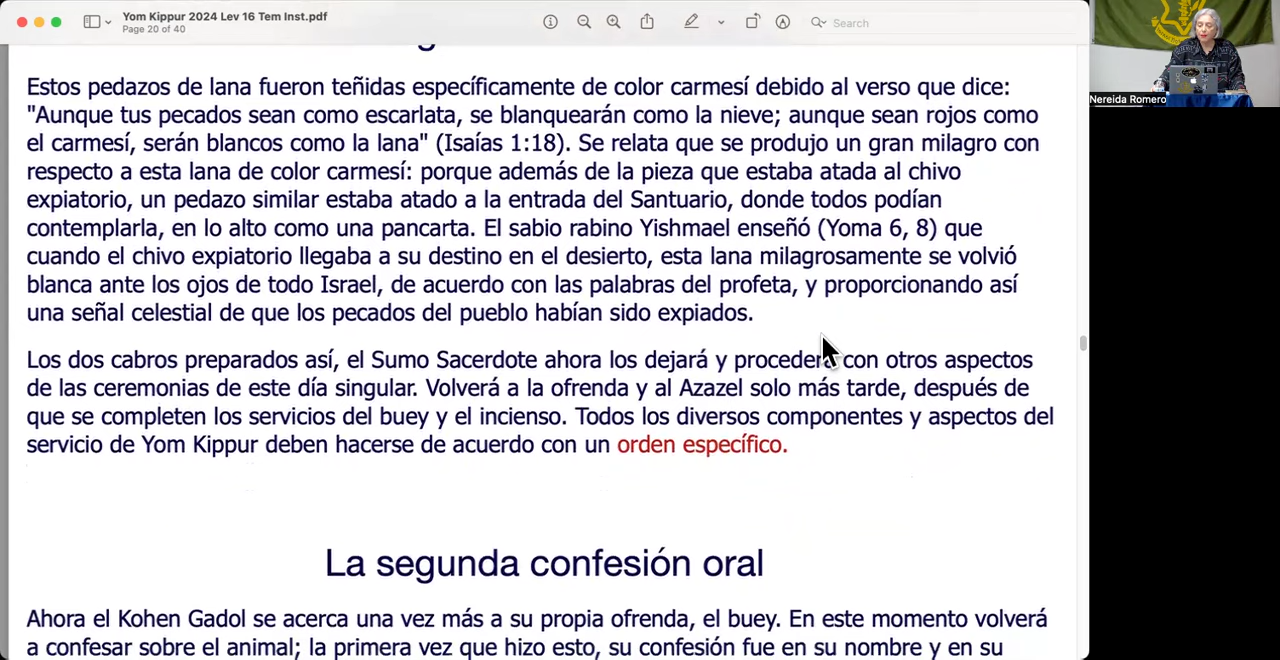 Yom Kippur 2024 Lev 16 Tem Inst.pdf
Page 20 of 40
Search
Nereida Romero
Estos pedazos de lana fueron teñidas específicamente de color carmesí debido al verso que dice:
"Aunque tus pecados sean como escarlata, se blanquearán como la nieve; aunque sean rojos como
el carmesí, serán blancos como la lana" (Isaías 1:18). Se relata que se produjo un gran milagro con
respecto a esta lana de color carmesí: porque además de la pieza que estaba atada al chivo
expiatorio, un pedazo similar estaba atado a la entrada del Santuario, donde todos podían
contemplarla, en lo alto como una pancarta. El sabio rabino Yishmael enseñó (Yoma 6, 8) que
cuando el chivo expiatorio llegaba a su destino en el desierto, esta lana milagrosamente se volvió
blanca ante los ojos de todo Israel, de acuerdo con las palabras del profeta, y proporcionando así
una señal celestial de que los pecados del pueblo habían sido expiados.
Los dos cabros preparados así, el Sumo Sacerdote ahora los dejará y procederá con otros aspectos
de las ceremonias de este día singular. Volverá a la ofrenda y al Azazel solo más tarde, después de
que se completen los servicios del buey y el incienso. Todos los diversos componentes y aspectos del
servicio de Yom Kippur deben hacerse de acuerdo con un orden específico.
La segunda confesión oral
Ahora el Kohen Gadol se acerca una vez más a su propia ofrenda, el buey. En este momento volverá
a confesar sobre el animal; la primera vez que hizo esto, su confesión fue en su nombre y en su